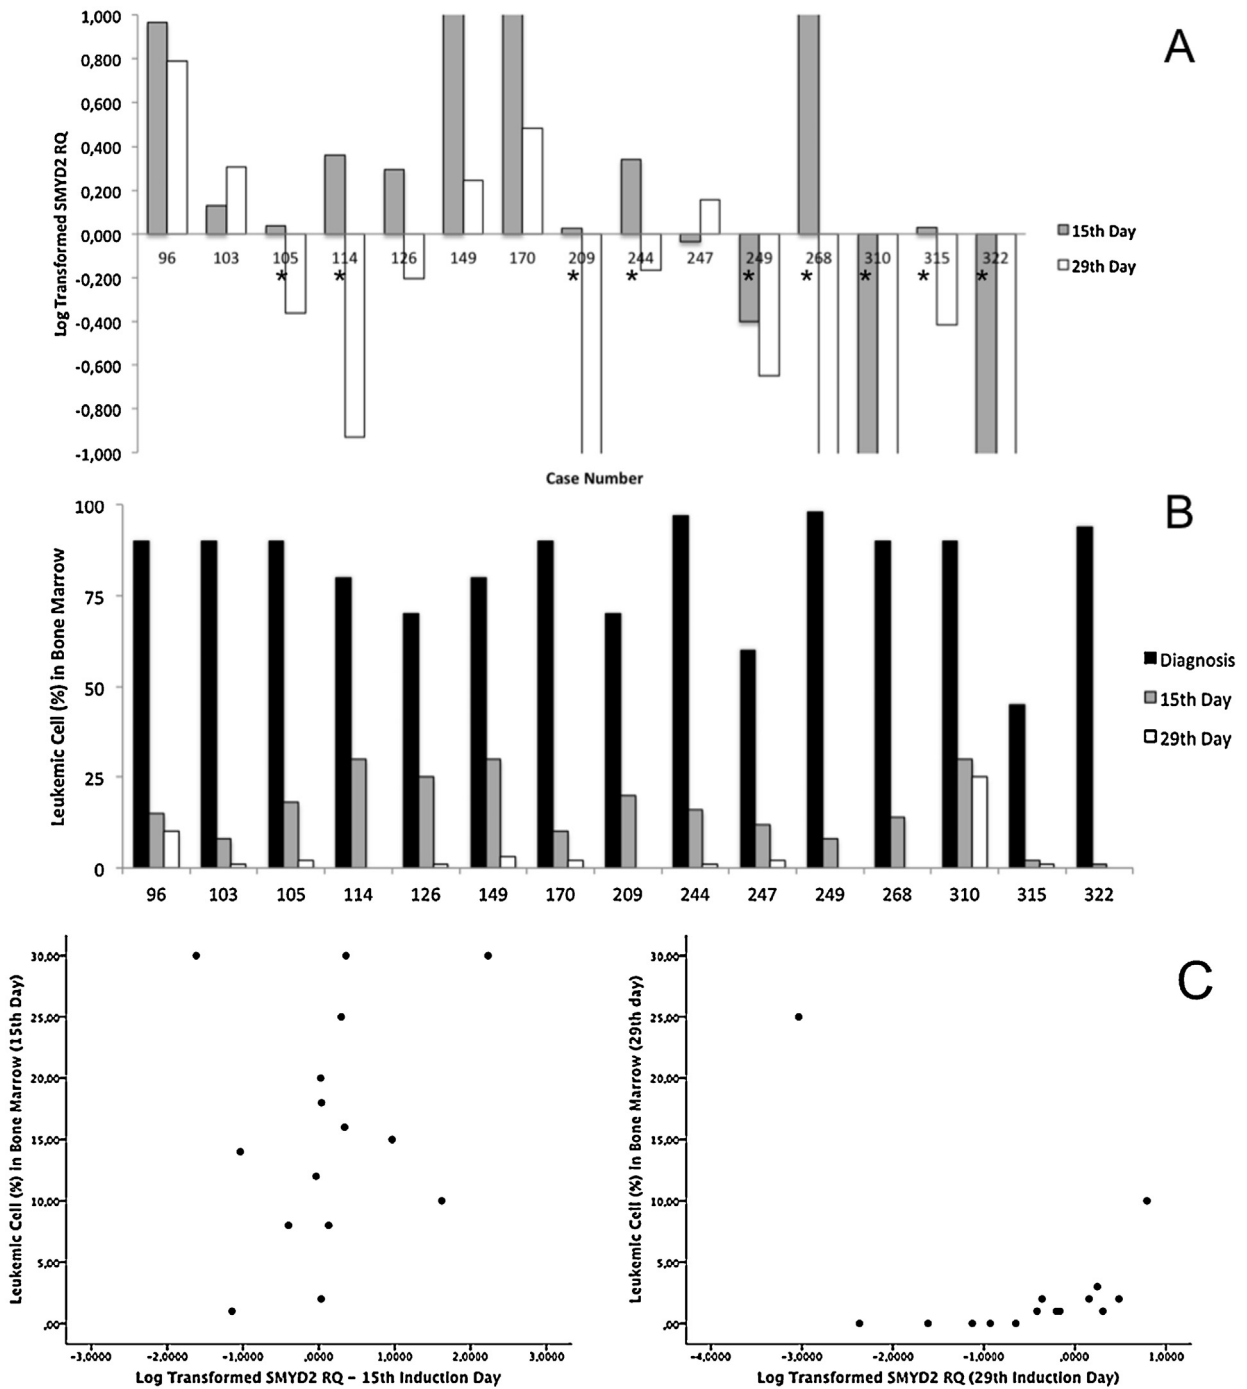 A
1,000
0,800
0,600
0,400
0,200
0,000
-0,200
-0,400
-0,600
-0,800
-1,000
Log Transformed SMYD2 RQ
96 103 105 114 126 149 170 209 244 247 249 268 310 315 322
* * * * * * * * *
15th Day
29th Day
Case Number
B
100
75
50
25
0
Leukemic Cell (%) in Bone Marrow
Diagnosis
15th Day
29th Day
96 103 105 114 126 149 170 209 244 247 249 268 310 315 322
30,00
25,00
20,00
15,00
10,00
5,00
,00
Leukemic Cell (%) in Bone Marrow (15th Day)
-3,0000 -2,0000 -1,0000 ,0000 1,0000 2,0000 3,0000
Log Transformed SMYD2 RQ - 15th Induction Day
C
30,00
25,00
20,00
15,00
10,00
5,00
,00
Leukemic Cell (%) in Bone Marrow (29th day)
-4,0000 -3,0000 -2,0000 -1,0000 ,0000 1,0000
Log Transformed SMYD2 RQ (29th Induction Day)